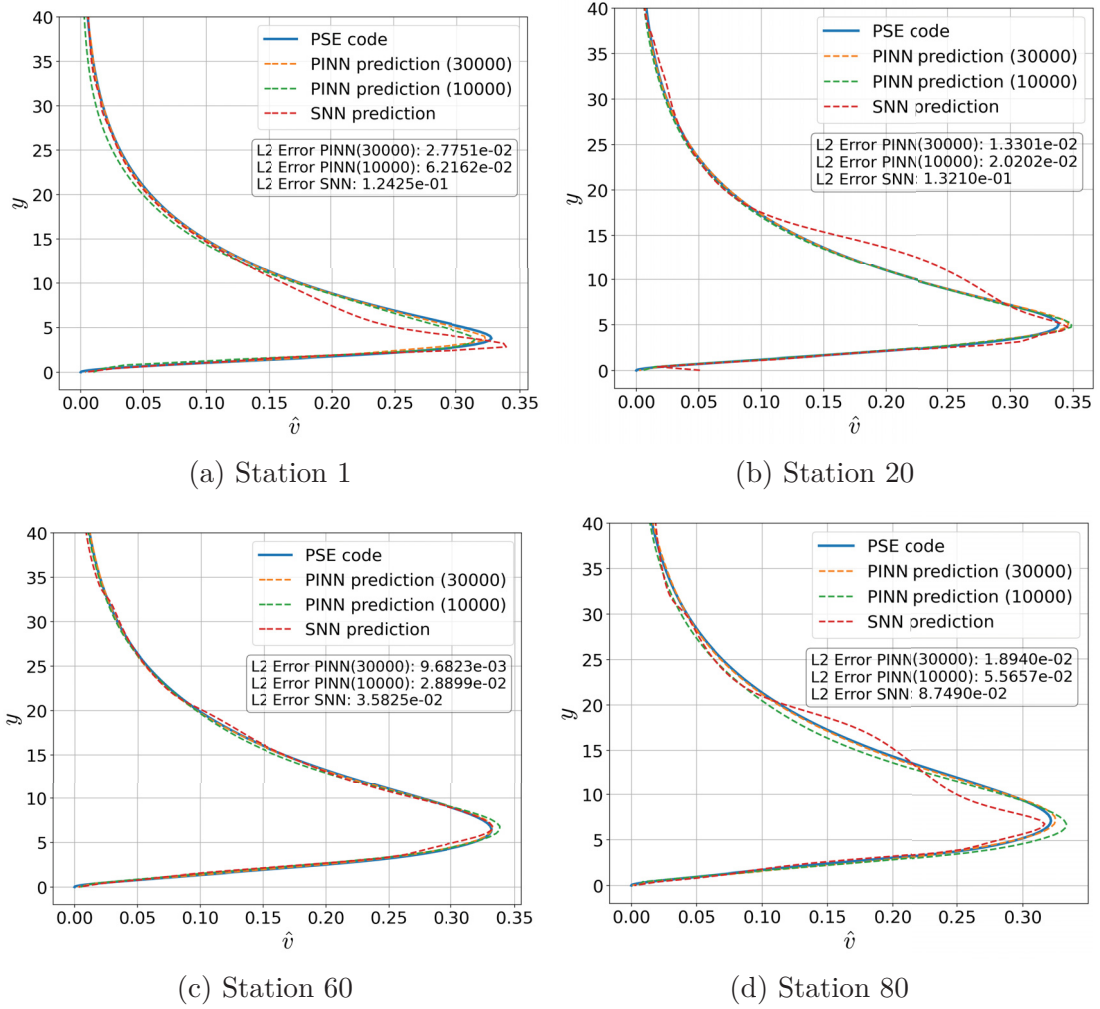 40
35
30
25
20
15
10
5
0
y
0.00 0.05 0.10 0.15 0.20 0.25 0.30 0.35
v̂
PSE code
PINN prediction (30000)
PINN prediction (10000)
SNN prediction
L2 Error PINN(30000): 2.7751e-02
L2 Error PINN(10000): 6.2162e-02
L2 Error SNN: 1.2425e-01
(a) Station 1
40
35
30
25
20
15
10
5
0
y
0.00 0.05 0.10 0.15 0.20 0.25 0.30 0.35
v̂
PSE code
PINN prediction (30000)
PINN prediction (10000)
SNN prediction
L2 Error PINN(30000): 1.3301e-02
L2 Error PINN(10000): 2.0202e-02
L2 Error SNN: 1.3210e-01
(b) Station 20
40
35
30
25
20
15
10
5
0
y
0.00 0.05 0.10 0.15 0.20 0.25 0.30 0.35
v̂
PSE code
PINN prediction (30000)
PINN prediction (10000)
SNN prediction
L2 Error PINN(30000): 9.6823e-03
L2 Error PINN(10000): 2.8899e-02
L2 Error SNN: 3.5825e-02
(c) Station 60
40
35
30
25
20
15
10
5
0
y
0.00 0.05 0.10 0.15 0.20 0.25 0.30
v̂
PSE code
PINN prediction (30000)
PINN prediction (10000)
SNN prediction
L2 Error PINN(30000): 1.8940e-02
L2 Error PINN(10000): 5.5657e-02
L2 Error SNN: 8.7490e-02
(d) Station 80